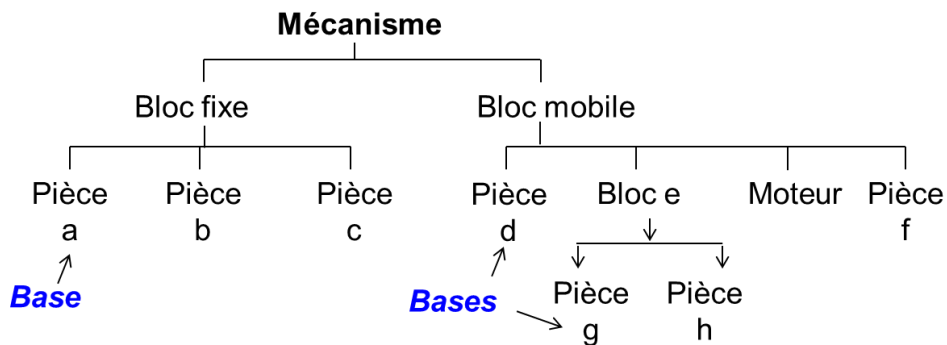 Mécanisme
Bloc fixe Bloc mobile
Pièce Pièce Pièce Pièce Bloc e Moteur Pièce
a b c d f
Base Bases Pièce Pièce
g h